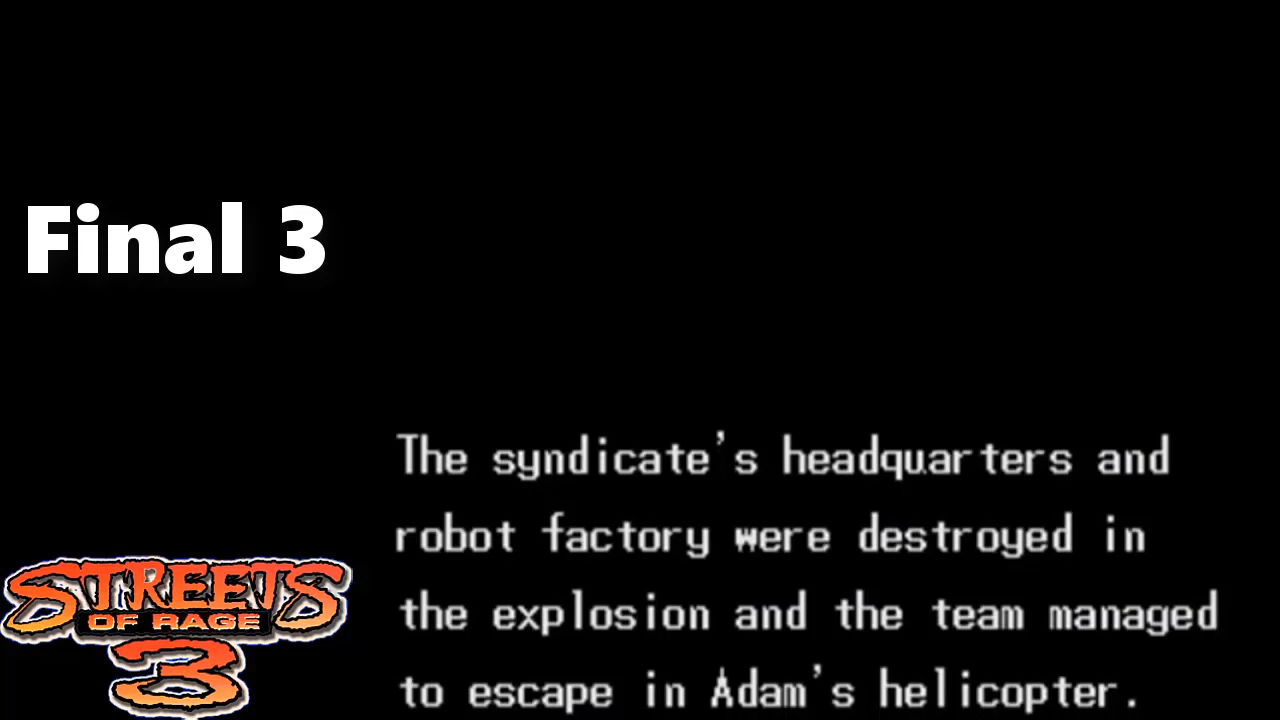 Final 3
The syndicate's headquarters and
robot factory were destroyed in
the explosion and the team managed
to escape in Adam's helicopter.
STREETS
OF RAGE
3